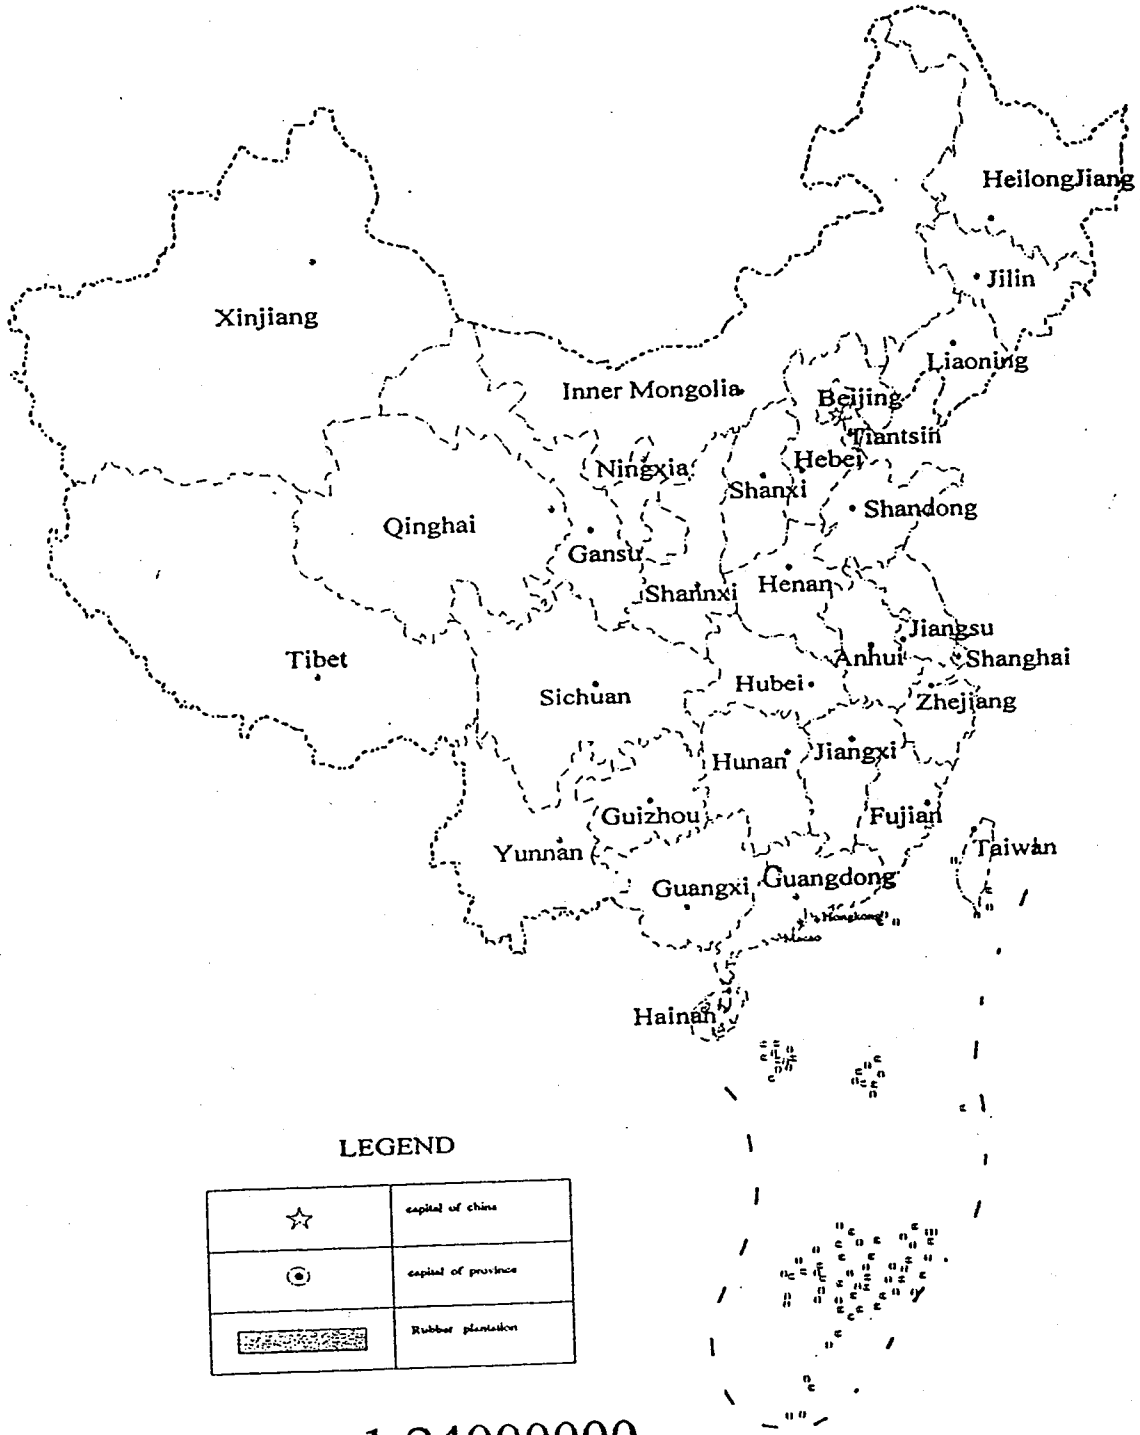 HeilongJiang
Jilin
Xinjiang
Liaoning
Inner Mongolia
Beijing
Tiantsin
Ningxia
Hebei
Shanxi
Shandong
Qinghai
Gansu
Henan
Shannxi
Jiangsu
Tibet
Anhui
Shanghai
Sichuan
Hubei
Zhejiang
Hunan
Jiangxi
Guizhou
Fujian
Yunnan
Taiwan
Guangxi
Guangdong
Hongkong
Macao
Hainan
LEGEND
capital of china
capital of province
Rubber plantation